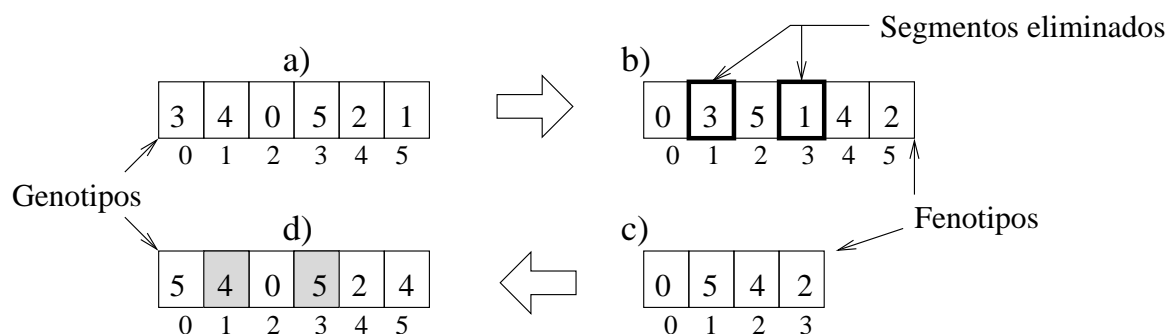 Segmentos eliminados
a)
b)
3 4 0 5 2 1
0 3 5 1 4 2
0 1 2 3 4 5
0 1 2 3 4 5
Genotipos
Fenotipos
d)
c)
5 4 0 5 2 4
0 5 4 2
0 1 2 3 4 5
0 1 2 3